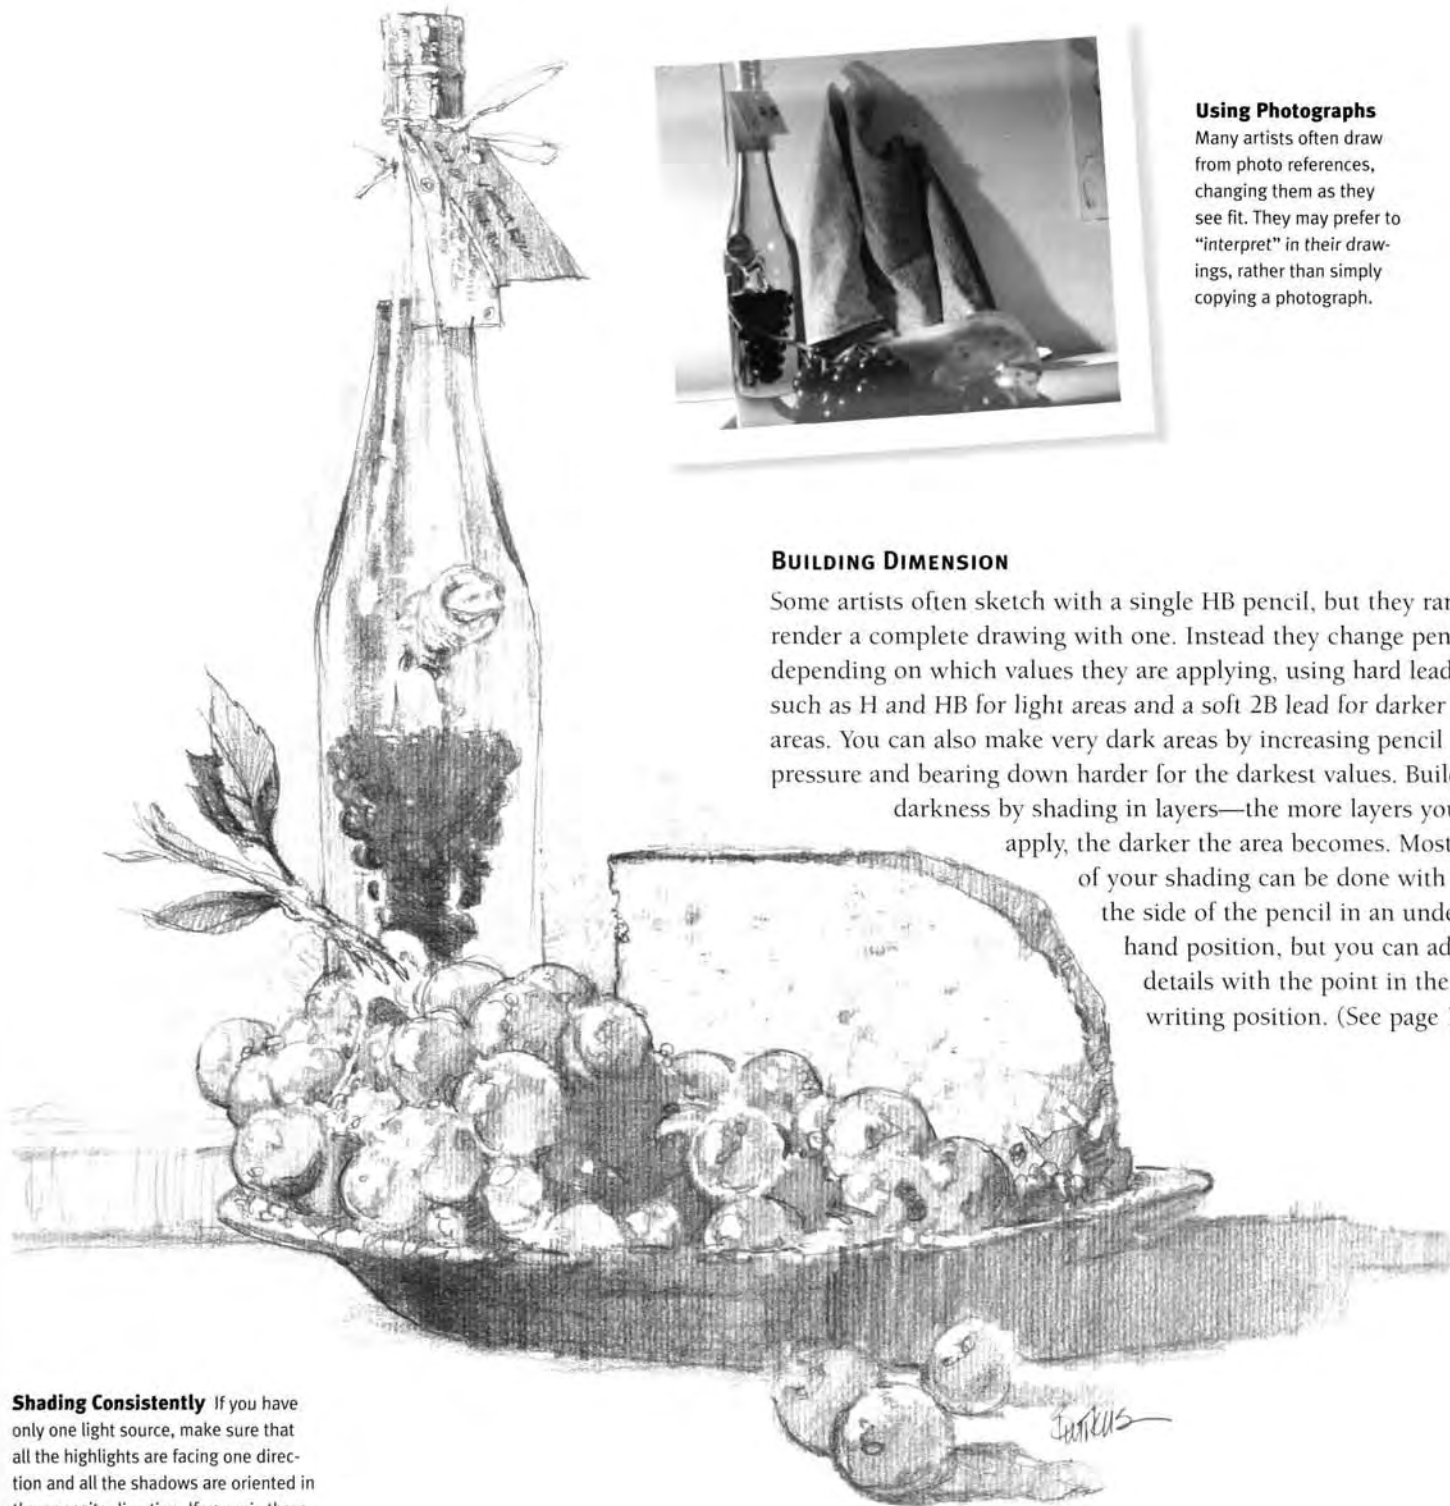 Using Photographs
Many artists often draw
from photo references,
changing them as they
see fit. They may prefer to
“interpret” in their draw-
ings, rather than simply
copying a photograph.
BUILDING DIMENSION
Some artists often sketch with a single HB pencil, but they rar
render a complete drawing with one. Instead they change pen
depending on which values they are applying, using hard lead
such as H and HB for light areas and a soft 2B lead for darker
areas. You can also make very dark areas by increasing pencil
pressure and bearing down harder for the darkest values. Build
darkness by shading in layers—the more layers you
apply, the darker the area becomes. Most
of your shading can be done with
the side of the pencil in an unde
hand position, but you can ad
details with the point in the
writing position. (See page
Shading Consistently If you have
only one light source, make sure that
all the highlights are facing one direc-
tion and all the shadows are oriented in